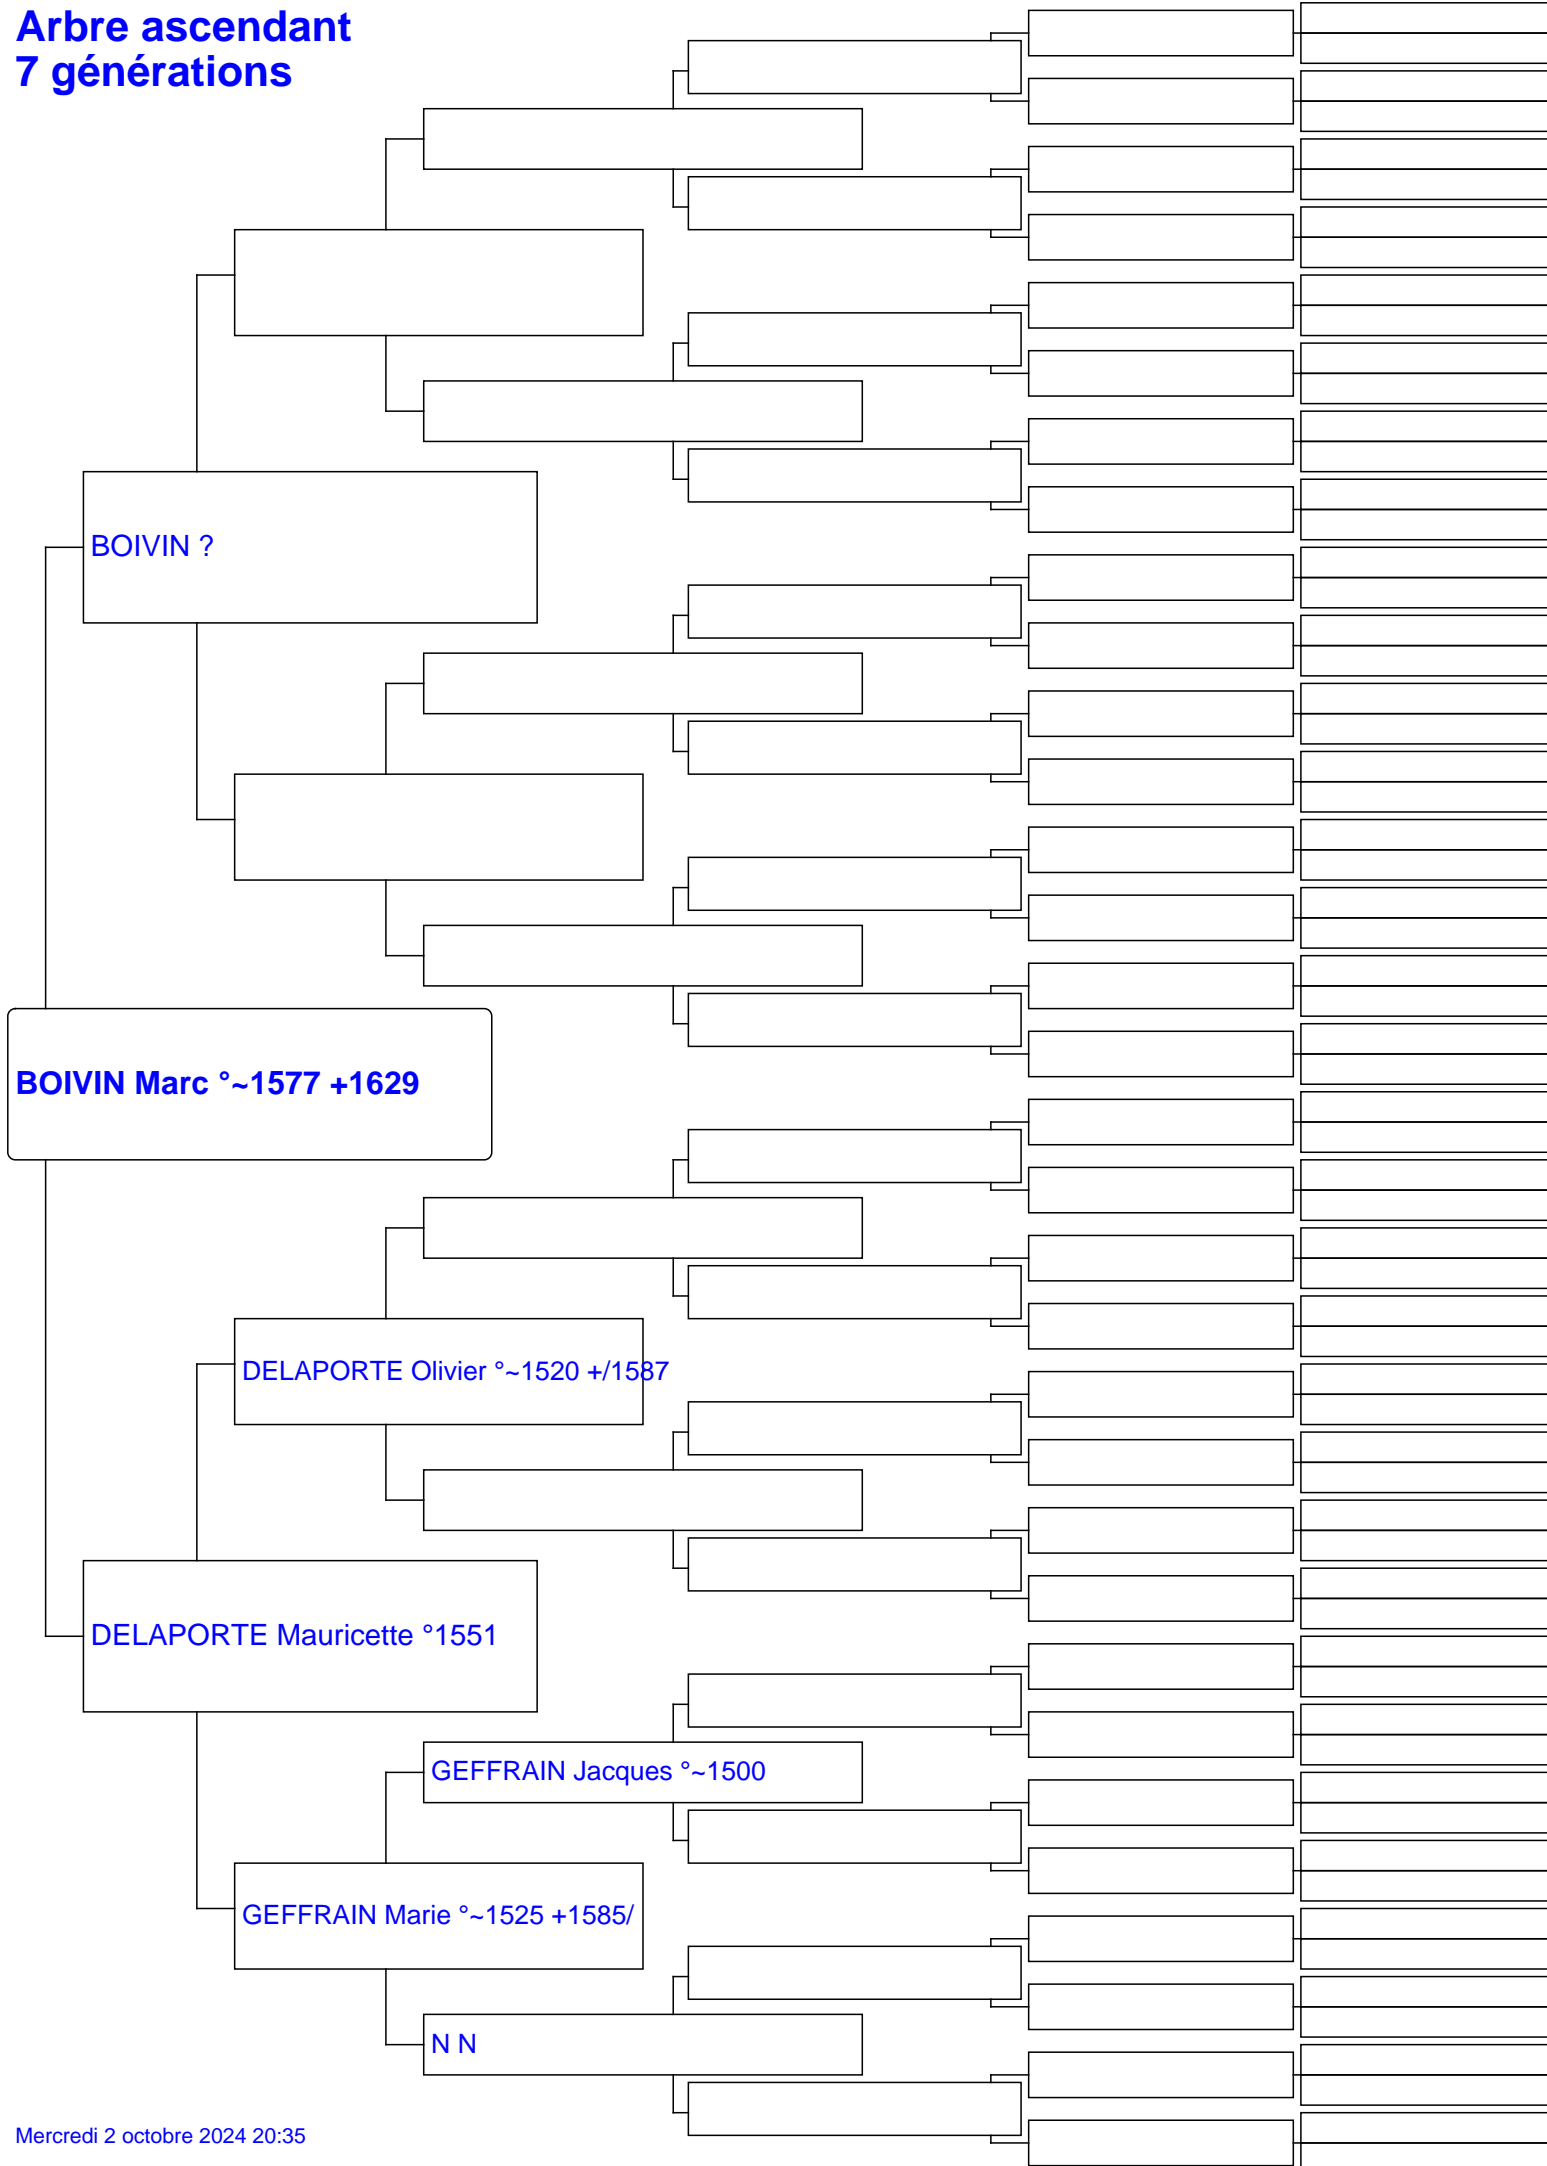 Arbre ascendant
7 générations
BOIVIN ?
BOIVIN Marc °~1577 +1629
DELAPORTE Olivier °~1520 +/1587
DELAPORTE Mauricette °1551
GEFFRAIN Jacques °~1500
GEFFRAIN Marie °~1525 +1585/
N N
Mercredi 2 octobre 2024 20:35